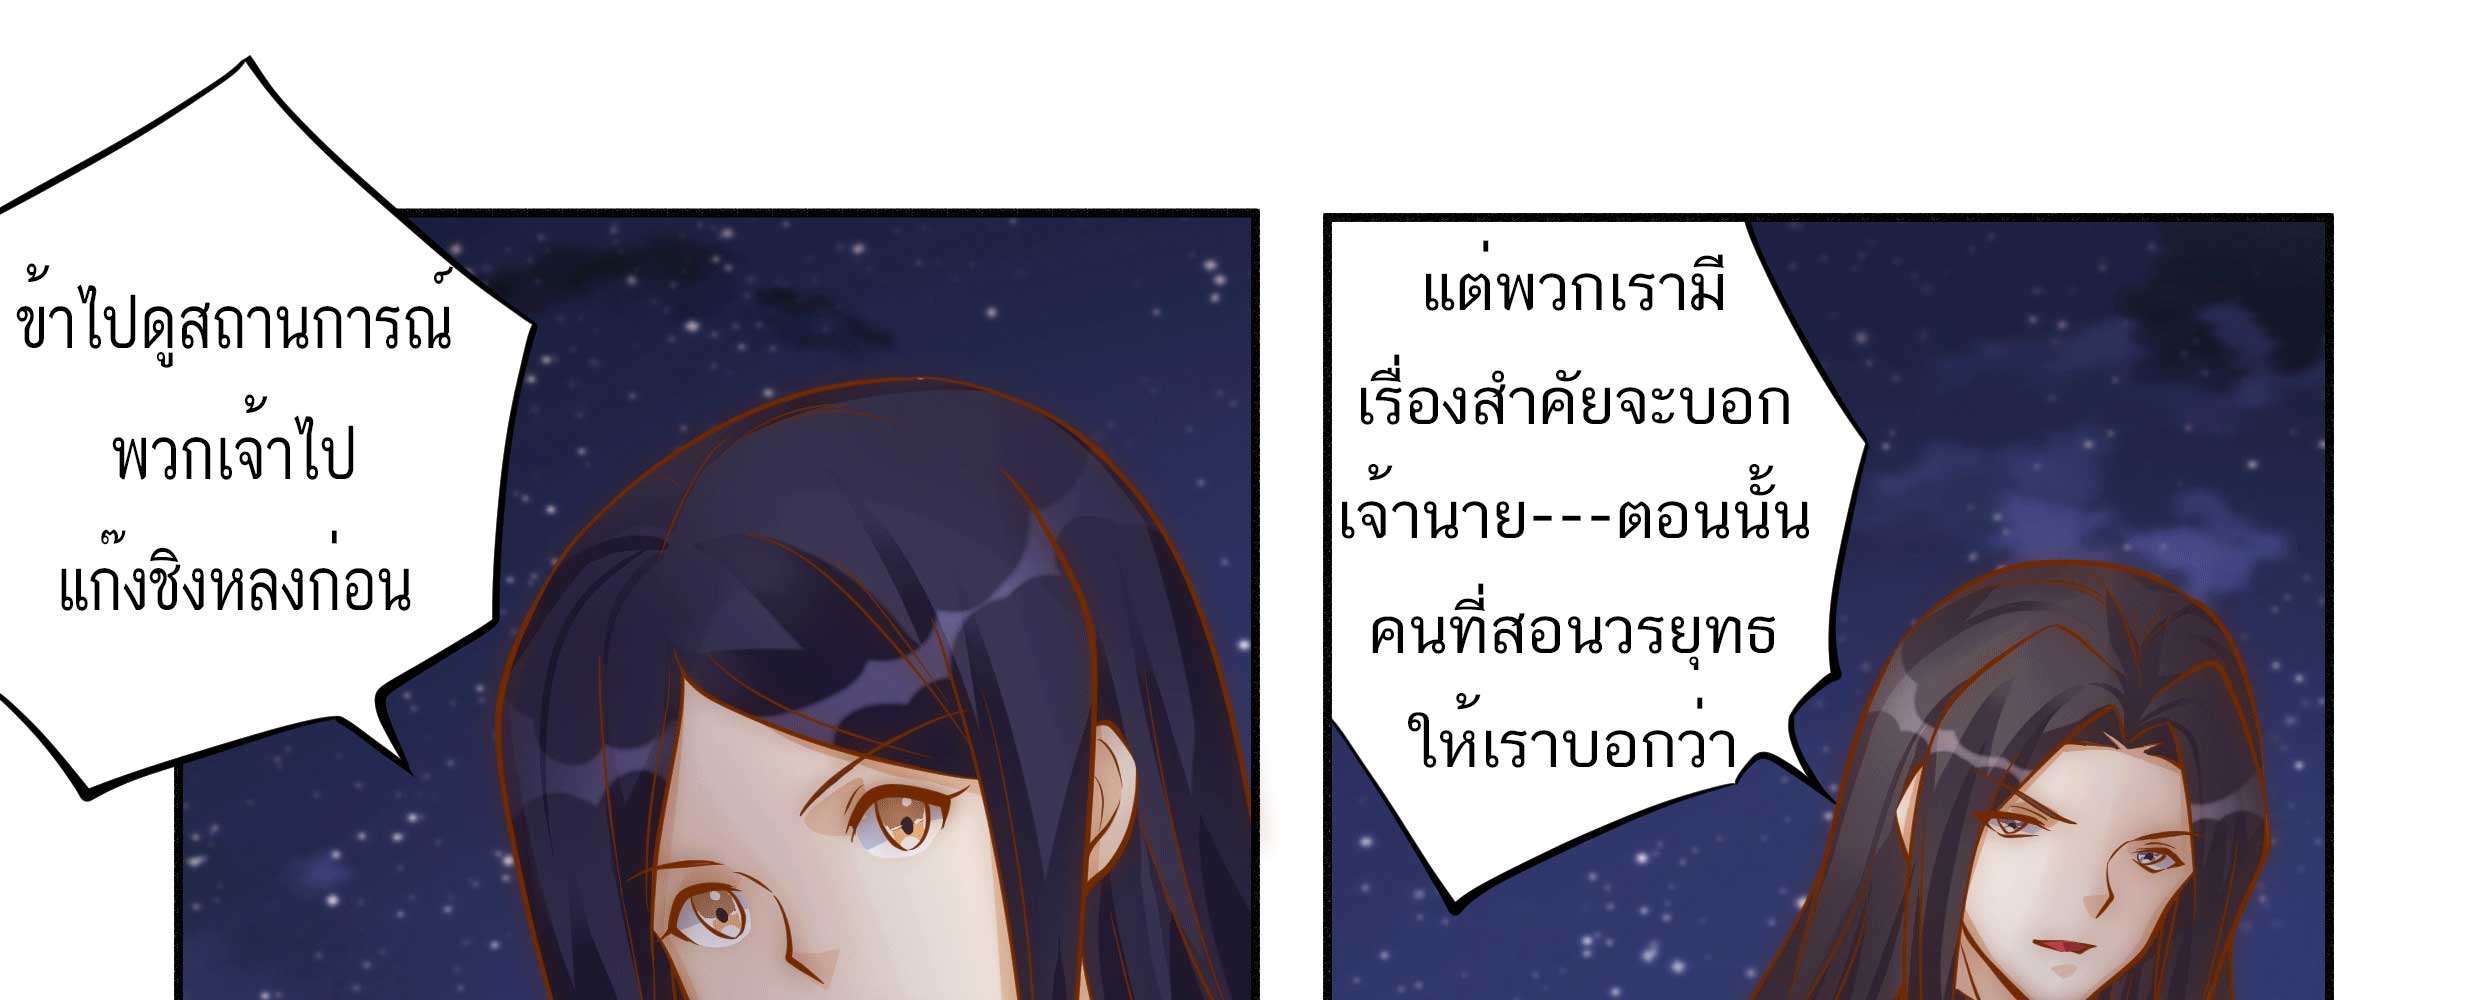 ข้าไปดูสถานการณ์
พวกเจ้าไป
แก๊งชิงหลงก่อน
แต่พวกเรามี
เรื่องสำคัยจะบอก
เจ้านาย---ตอนนั้น
คนที่สอนวรยุทธ
ให้เราบอกว่า